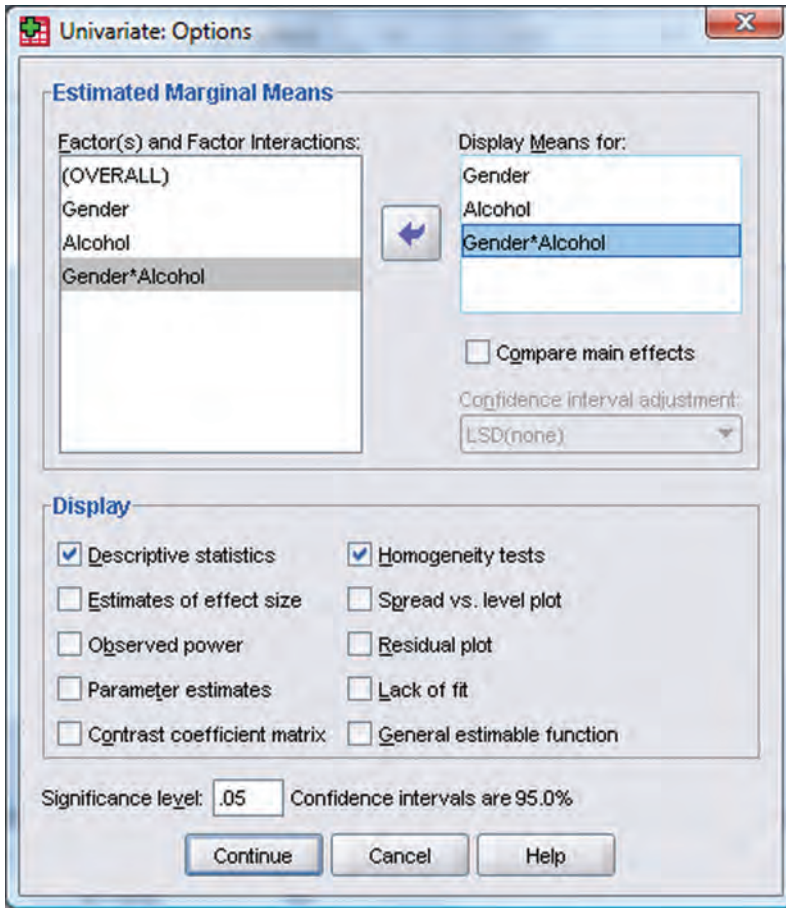 Univariate: Options
Estimated Marginal Means
Factor(s) and Factor Interactions:
(OVERALL)
Gender
Alcohol
Gender*Alcohol
Display Means for:
Gender
Alcohol
Gender*Alcohol
Compare main effects
Confidence interval adjustment:
LSD(none)
Display
Descriptive statistics
Homogeneity tests
Estimates of effect size
Spread vs. level plot
Observed power
Residual plot
Parameter estimates
Lack of fit
Contrast coefficient matrix
General estimable function
Significance level: .05 Confidence intervals are 95.0%
Continue Cancel Help